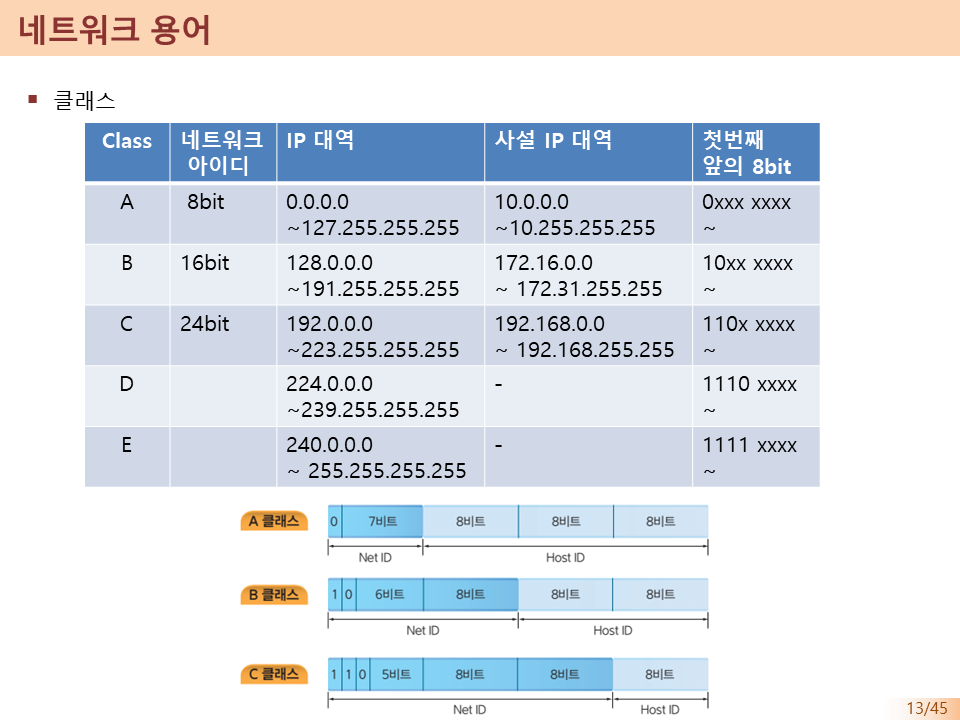 네트워크 용어
클래스
Class 네트워크 아이디 IP 대역 사설 IP 대역 첫번째 앞의 8bit
A 8bit 0.0.0.0 ~127.255.255.255 10.0.0.0 ~10.255.255.255 0xxx xxxx ~
B 16bit 128.0.0.0 ~191.255.255.255 172.16.0.0 ~ 172.31.255.255 10xx xxxx ~
C 24bit 192.0.0.0 ~223.255.255.255 192.168.0.0 ~ 192.168.255.255 110x xxxx ~
D 224.0.0.0 ~239.255.255.255 - 1110 xxxx ~
E 240.0.0.0 ~ 255.255.255.255 - 1111 xxxx ~
A 클래스 0 7비트 8비트 8비트 8비트
Net ID Host ID
B 클래스 1 0 6비트 8비트 8비트 8비트
Net ID Host ID
C 클래스 1 1 0 5비트 8비트 8비트 8비트
Net ID Host ID
13/45